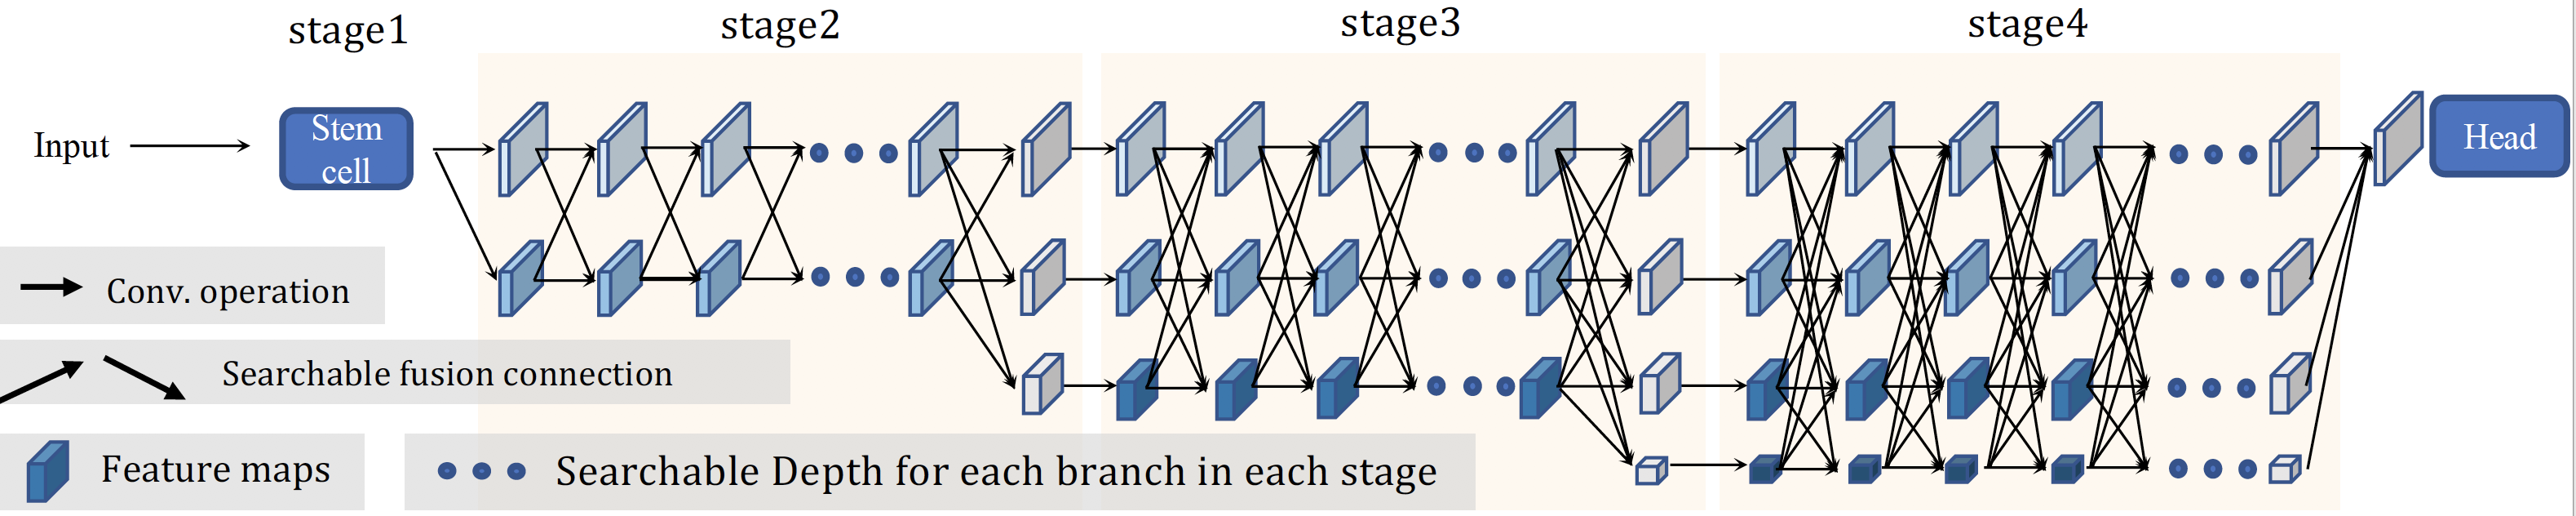 stage1
stage2
stage3
stage4
Input
Stem
cell
Head
Conv. operation
Searchable fusion connection
Feature maps
Searchable Depth for each branch in each stage